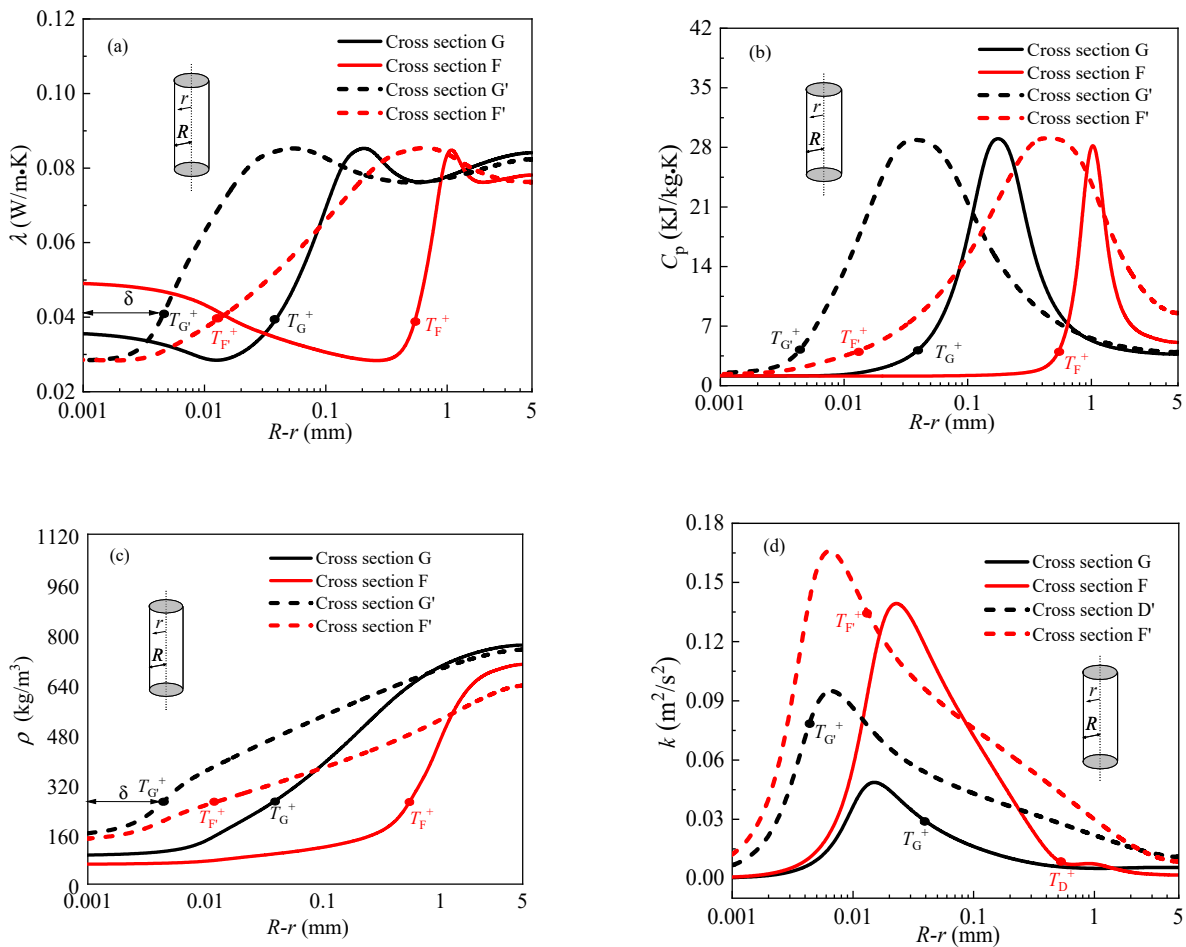 (a)
Cross section G
Cross section F
Cross section G'
Cross section F'
r
R
δ
T_G'^+
T_F'^+
T_G^+
T_F^+
0.12
0.10
0.08
0.06
0.04
0.02
λ (W/m•K)
0.001
0.01
0.1
1
5
R-r (mm)
(b)
Cross section G
Cross section F
Cross section G'
Cross section F'
r
R
T_G'^+
T_F'^+
T_G^+
T_F^+
42
35
28
21
14
7
0
C_p (KJ/kg•K)
0.001
0.01
0.1
1
5
R-r (mm)
(c)
Cross section G
Cross section F
Cross section G'
Cross section F'
r
R
δ
T_G'^+
T_F'^+
T_G^+
T_F^+
1120
960
800
640
480
320
160
0
ρ (kg/m³)
0.001
0.01
0.1
1
5
R-r (mm)
(d)
Cross section G
Cross section F
Cross section D'
Cross section F'
r
R
T_F'^+
T_G'^+
T_G^+
T_D^+
0.18
0.15
0.12
0.09
0.06
0.03
0.00
k (m²/s²)
0.001
0.01
0.1
1
5
R-r (mm)